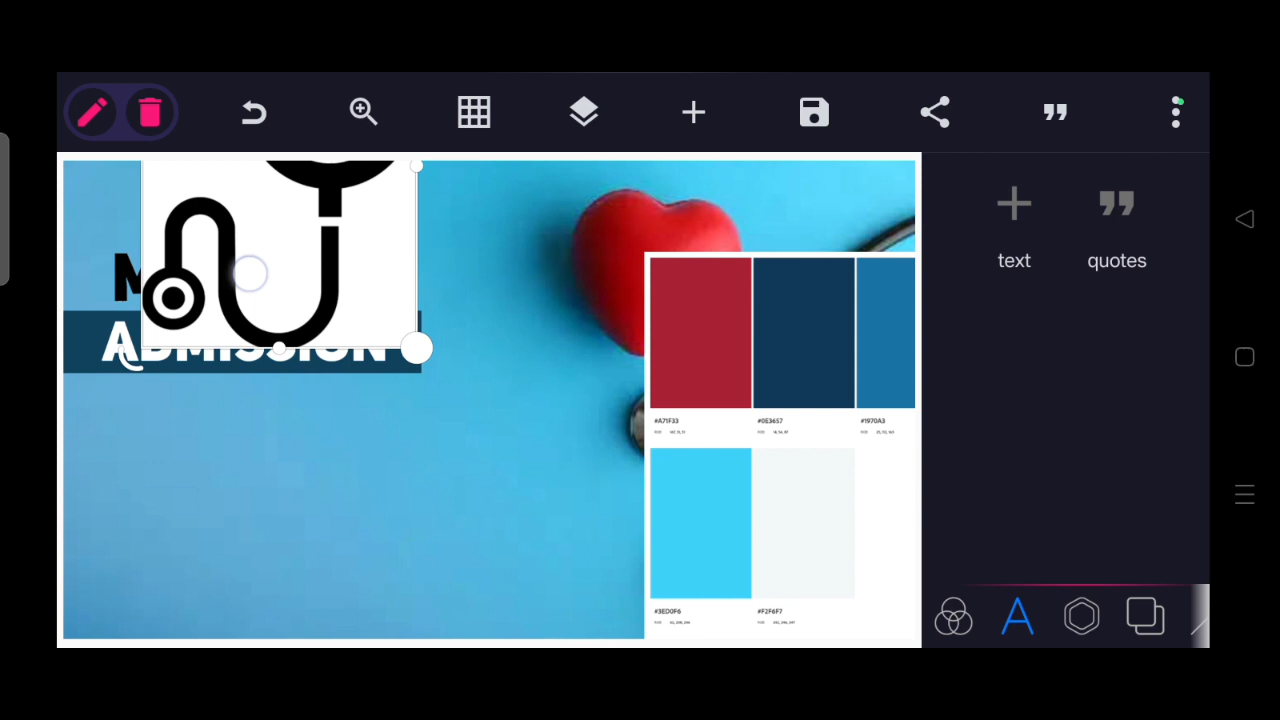 text
quotes
M
ADMISSION
#A71F33
#0E3657
#1970A3
#3ED0F6
#F2F6F7